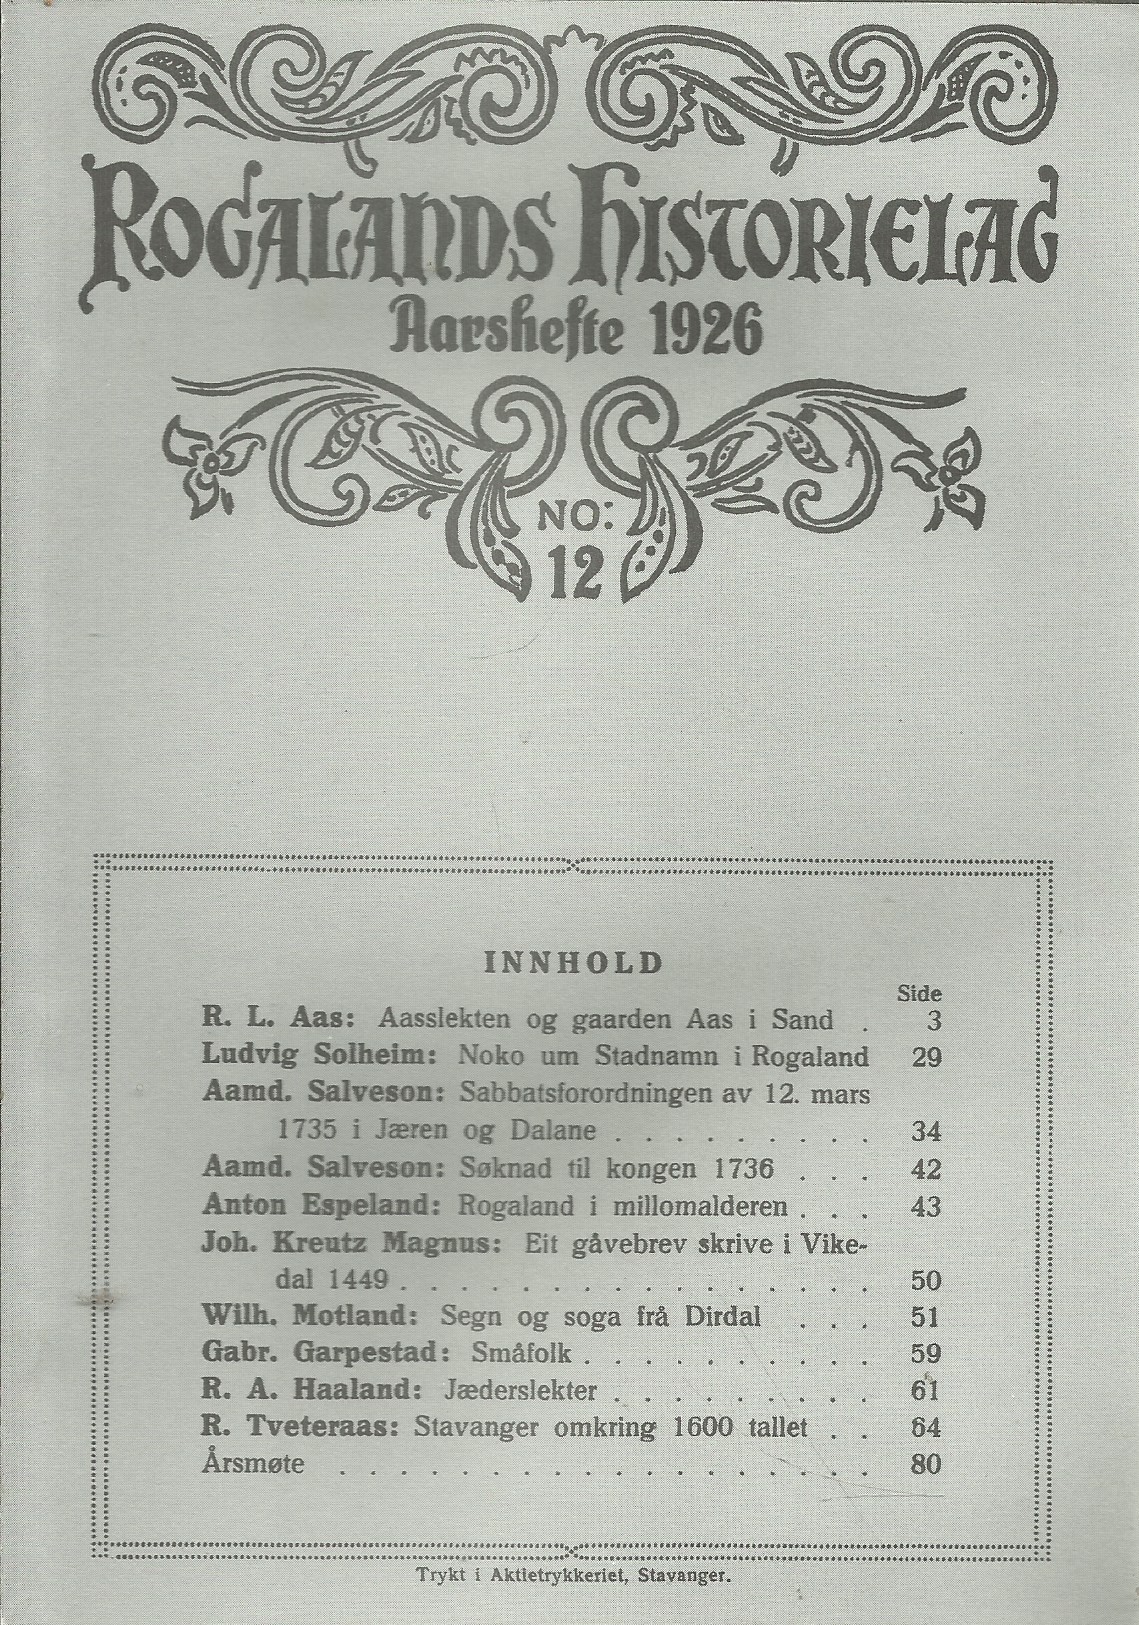 Rogalands Historielag
Aarshefte 1926
NO:
12
INNHOLD
Side
R. L. Aas: Aasslekten og gaarden Aas i Sand . 3
Ludvig Solheim: Noko um Stadnamn i Rogaland 29
Aamd. Salveson: Sabbatsforordningen av 12. mars
1735 i Jæren og Dalane . . . . . . . . . 34
Aamd. Salveson: Søknad til kongen 1736 . . . 42
Anton Espeland: Rogaland i millomalderen . . . 43
Joh. Kreutz Magnus: Eit gåvebrev skrive i Vike-
dal 1449 . . . . . . . . . . . . . . . . 50
Wilh. Motland: Segn og soga frå Dirdal . . . 51
Gabr. Garpestad: Småfolk . . . . . . . . . . 59
R. A. Haaland: Jæderslekter . . . . . . . . . 61
R. Tveteraas: Stavanger omkring 1600 tallet . . 64
Årsmøte . . . . . . . . . . . . . . . . . . 80
Trykt i Aktietrykkeriet, Stavanger.